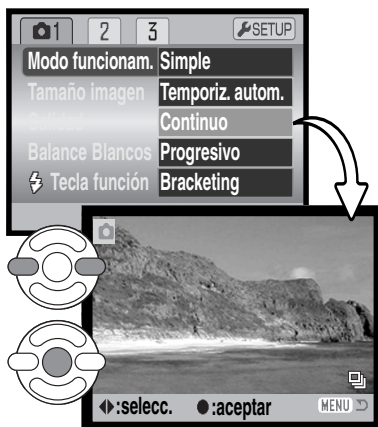 1 2 3 SETUP
Modo funcionam. Simple
Tamaño imagen Temporiz. autom.
Calidad Continuo
Balance Blancos Progresivo
Tecla función Bracketing
:selecc. :aceptar MENU